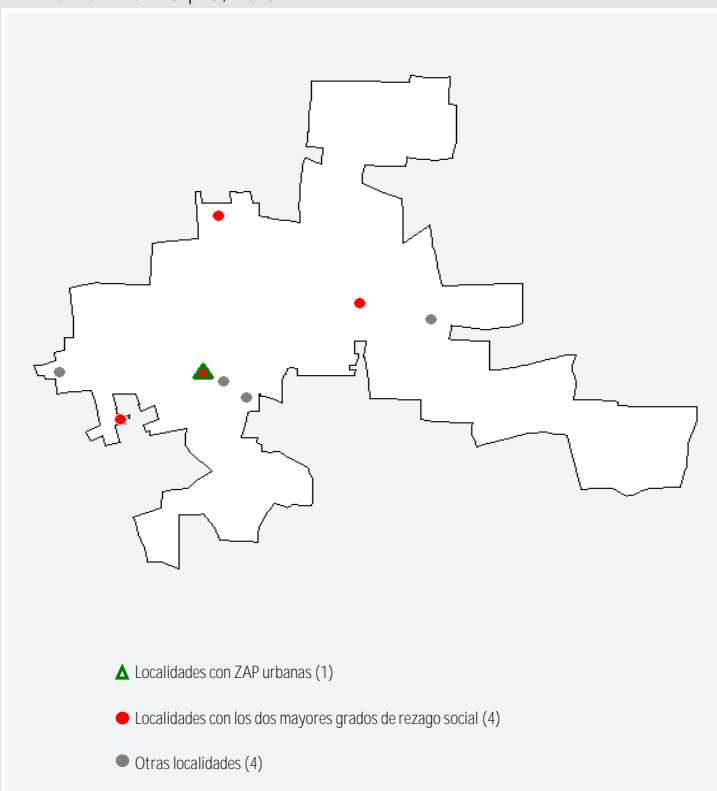 Localidades con ZAP urbanas (1)
Localidades con los dos mayores grados de rezago social (4)
Otras localidades (4)